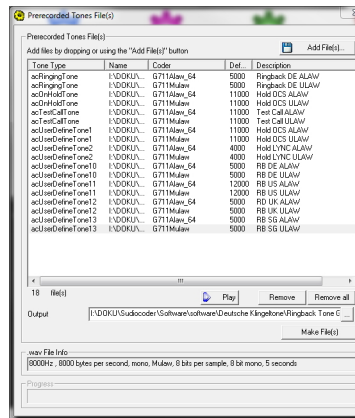 Prerecorded Tones File(s)
Prerecorded Tones File(s)
Add files by dropping or using the "Add File(s)" button
Add File(s)...
Tone Type Name Coder Def... Description
acRingingTone I:\DOKU\... G711Alaw_64 5000 Ringback DE ALAW
acRingingTone I:\DOKU\... G711Mulaw 5000 Ringback DE ULAW
acOnHoldTone I:\DOKU\... G711Alaw_64 11000 Hold OCS ALAW
acOnHoldTone I:\DOKU\... G711Mulaw 11000 Hold OCS ULAW
acTestCallTone I:\DOKU\... G711Alaw_64 11000 Test Call ALAW
acTestCallTone I:\DOKU\... G711Mulaw 11000 Test Call ULAW
acUserDefineTone1 I:\DOKU\... G711Alaw_64 11000 Hold OCS ALAW
acUserDefineTone1 I:\DOKU\... G711Mulaw 11000 Hold OCS ULAW
acUserDefineTone2 I:\DOKU\... G711Alaw_64 4000 Hold LYNC ALAW
acUserDefineTone2 I:\DOKU\... G711Mulaw 4000 Hold LYNC ULAW
acUserDefineTone10 I:\DOKU\... G711Alaw_64 5000 RB DE ALAW
acUserDefineTone10 I:\DOKU\... G711Mulaw 5000 RB DE ULAW
acUserDefineTone11 I:\DOKU\... G711Alaw_64 12000 RB US ALAW
acUserDefineTone11 I:\DOKU\... G711Mulaw 12000 RB US ULAW
acUserDefineTone12 I:\DOKU\... G711Alaw_64 5000 RD UK ALAW
acUserDefineTone12 I:\DOKU\... G711Mulaw 5000 RB UK ULAW
acUserDefineTone13 I:\DOKU\... G711Alaw_64 5000 RB SG ALAW
acUserDefineTone13 I:\DOKU\... G711Mulaw 5000 RB SG ULAW
18 file(s)
Play
Remove
Remove all
Output I:\DOKU\Sudiocoder\Software\software\Deutsche Klingeltone\Ringback Tone G ...
Make File(s)
.wav File Info
8000Hz , 8000 bytes per second, mono, Mulaw, 8 bits per sample, 8 bit mono, 5 seconds
Progress